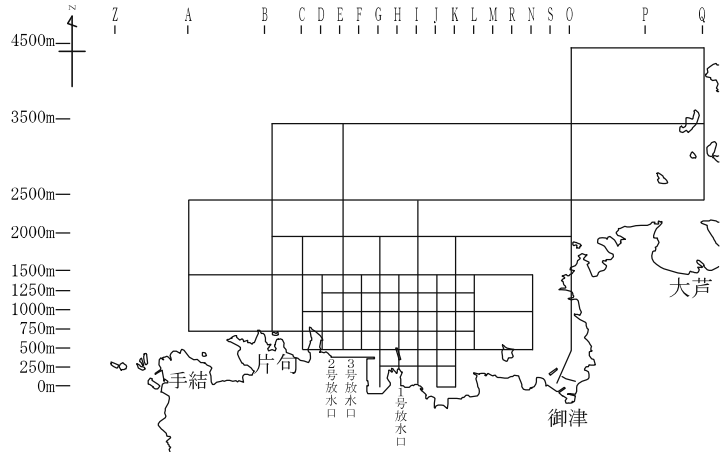 N
Z A B C D E F G H I J K L M R N S O P Q
4500m
3500m
2500m
2000m
1500m
1250m
1000m
750m
500m
250m
0m
大芦
片句
手結
2号放水口
3号放水口
1号放水口
御津